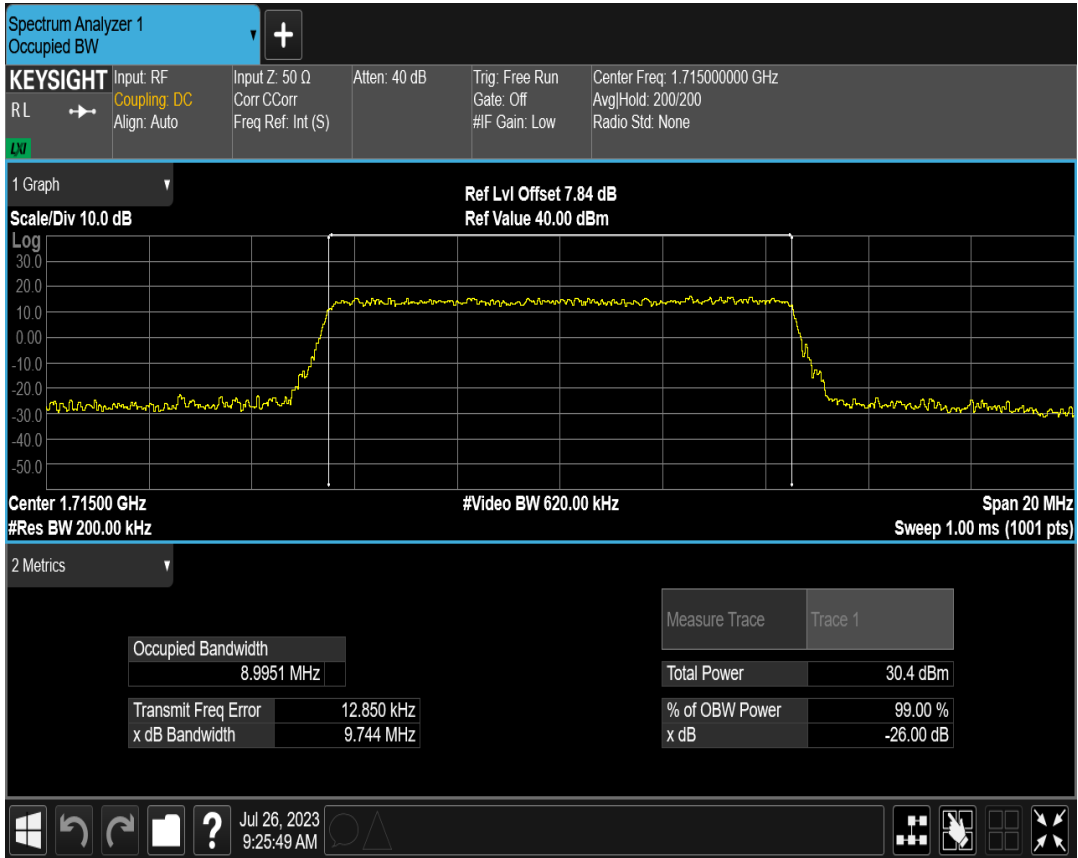 Spectrum Analyzer 1
Occupied BW
+
KEYSIGHT
R L
LXI
Input: RF
Coupling: DC
Align: Auto
Input Z: 50 Ω
Corr CCorr
Freq Ref: Int (S)
Atten: 40 dB
Trig: Free Run
Gate: Off
#IF Gain: Low
Center Freq: 1.715000000 GHz
Avg|Hold: 200/200
Radio Std: None
1 Graph
Scale/Div 10.0 dB
Ref Lvl Offset 7.84 dB
Ref Value 40.00 dBm
Log
30.0
20.0
10.0
0.00
-10.0
-20.0
-30.0
-40.0
-50.0
Center 1.71500 GHz
#Video BW 620.00 kHz
Span 20 MHz
#Res BW 200.00 kHz
Sweep 1.00 ms (1001 pts)
2 Metrics
Measure Trace Trace 1
Occupied Bandwidth
8.9951 MHz
Total Power 30.4 dBm
Transmit Freq Error 12.850 kHz
% of OBW Power 99.00 %
x dB Bandwidth 9.744 MHz
x dB -26.00 dB
?
Jul 26, 2023
9:25:49 AM